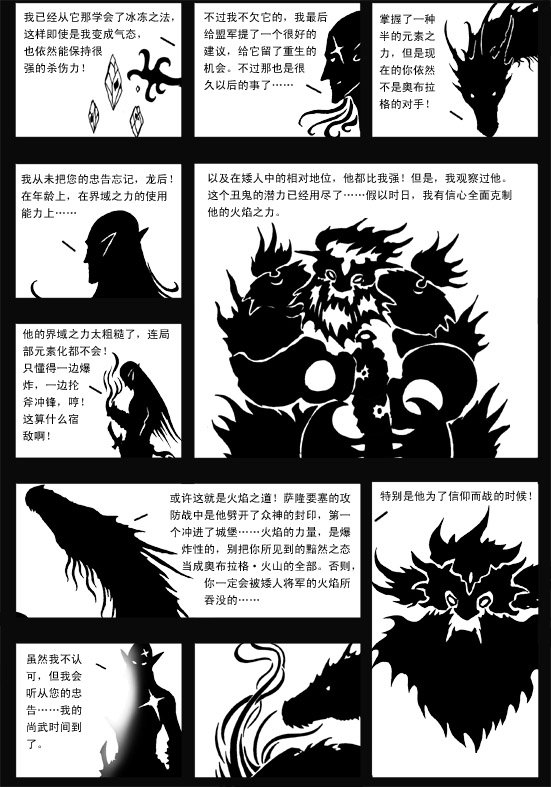 我已经从它那学会了冰冻之法，
这样即使是我变成气态，
也依然能保持很
强的杀伤力！
不过我不欠它的，我最后
给盟军提了一个很好的
建议，给它留了重生的
机会。不过那也是很
久以后的事了……
掌握了一种
半的元素之
力，但是现
在的你依然
不是奥布拉
格的对手！
我从未把您的忠告忘记，龙后！
在年龄上，在界域之力的使用
能力上……
以及在矮人中的相对地位，他都比我强！但是，我观察过他。
这个丑鬼的潜力已经用尽了……假以时日，我有信心全面克制
他的火焰之力。
他的界域之力太粗糙了，连局
部元素化都不会！
只懂得一边爆
炸，一边抡
斧冲锋，哼！
这算什么宿
敌啊！
或许这就是火焰之道！萨隆要塞的攻
防战中是他劈开了众神的封印，第一
个冲进了城堡……火焰的力量，是爆
炸性的，别把你所见到的黯然之态
当成奥布拉格·火山的全部。否则，
你一定会被矮人将军的火焰所
吞没的……
特别是他为了信仰而战的时候！
虽然我不认
可，但我会
听从您的忠
告……我的
尚武时间到
了。